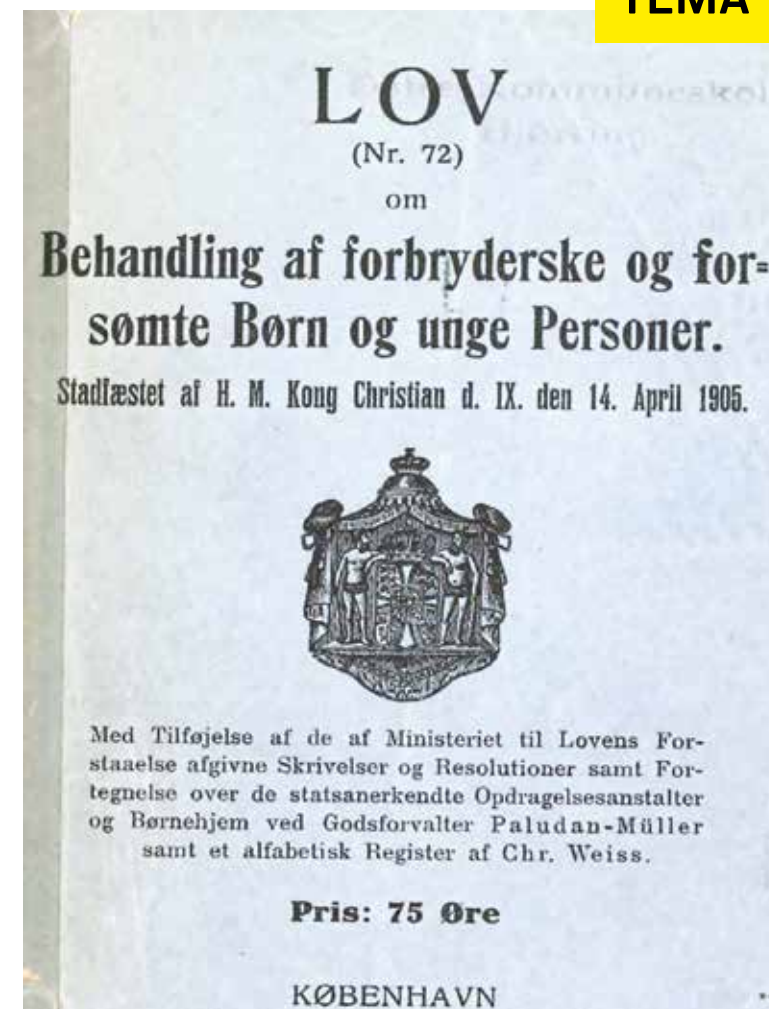 TEMA
LOV
(Nr. 72)
om
Behandling af forbryderske og for=
sømte Børn og unge Personer.
Stadfæstet af H. M. Kong Christian d. IX. den 14. April 1905.
Med Tilføjelse af de af Ministeriet til Lovens For-
staaelse afgivne Skrivelser og Resolutioner samt For-
tegnelse over de statsanerkendte Opdragelsesanstalter
og Børnehjem ved Godsforvalter Paludan-Müller
samt et alfabetisk Register af Chr. Weiss.
Pris: 75 Øre
KØBENHAVN